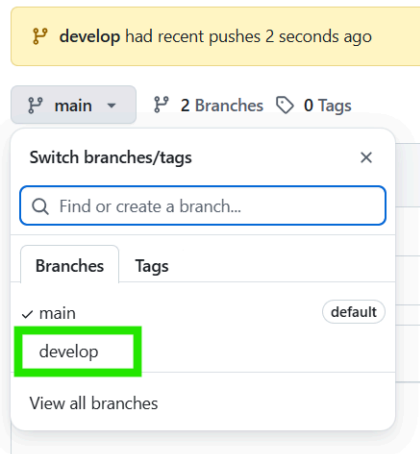 develop had recent pushes 2 seconds ago
main 2 Branches 0 Tags
Switch branches/tags
Find or create a branch...
Branches Tags
main default
develop
View all branches